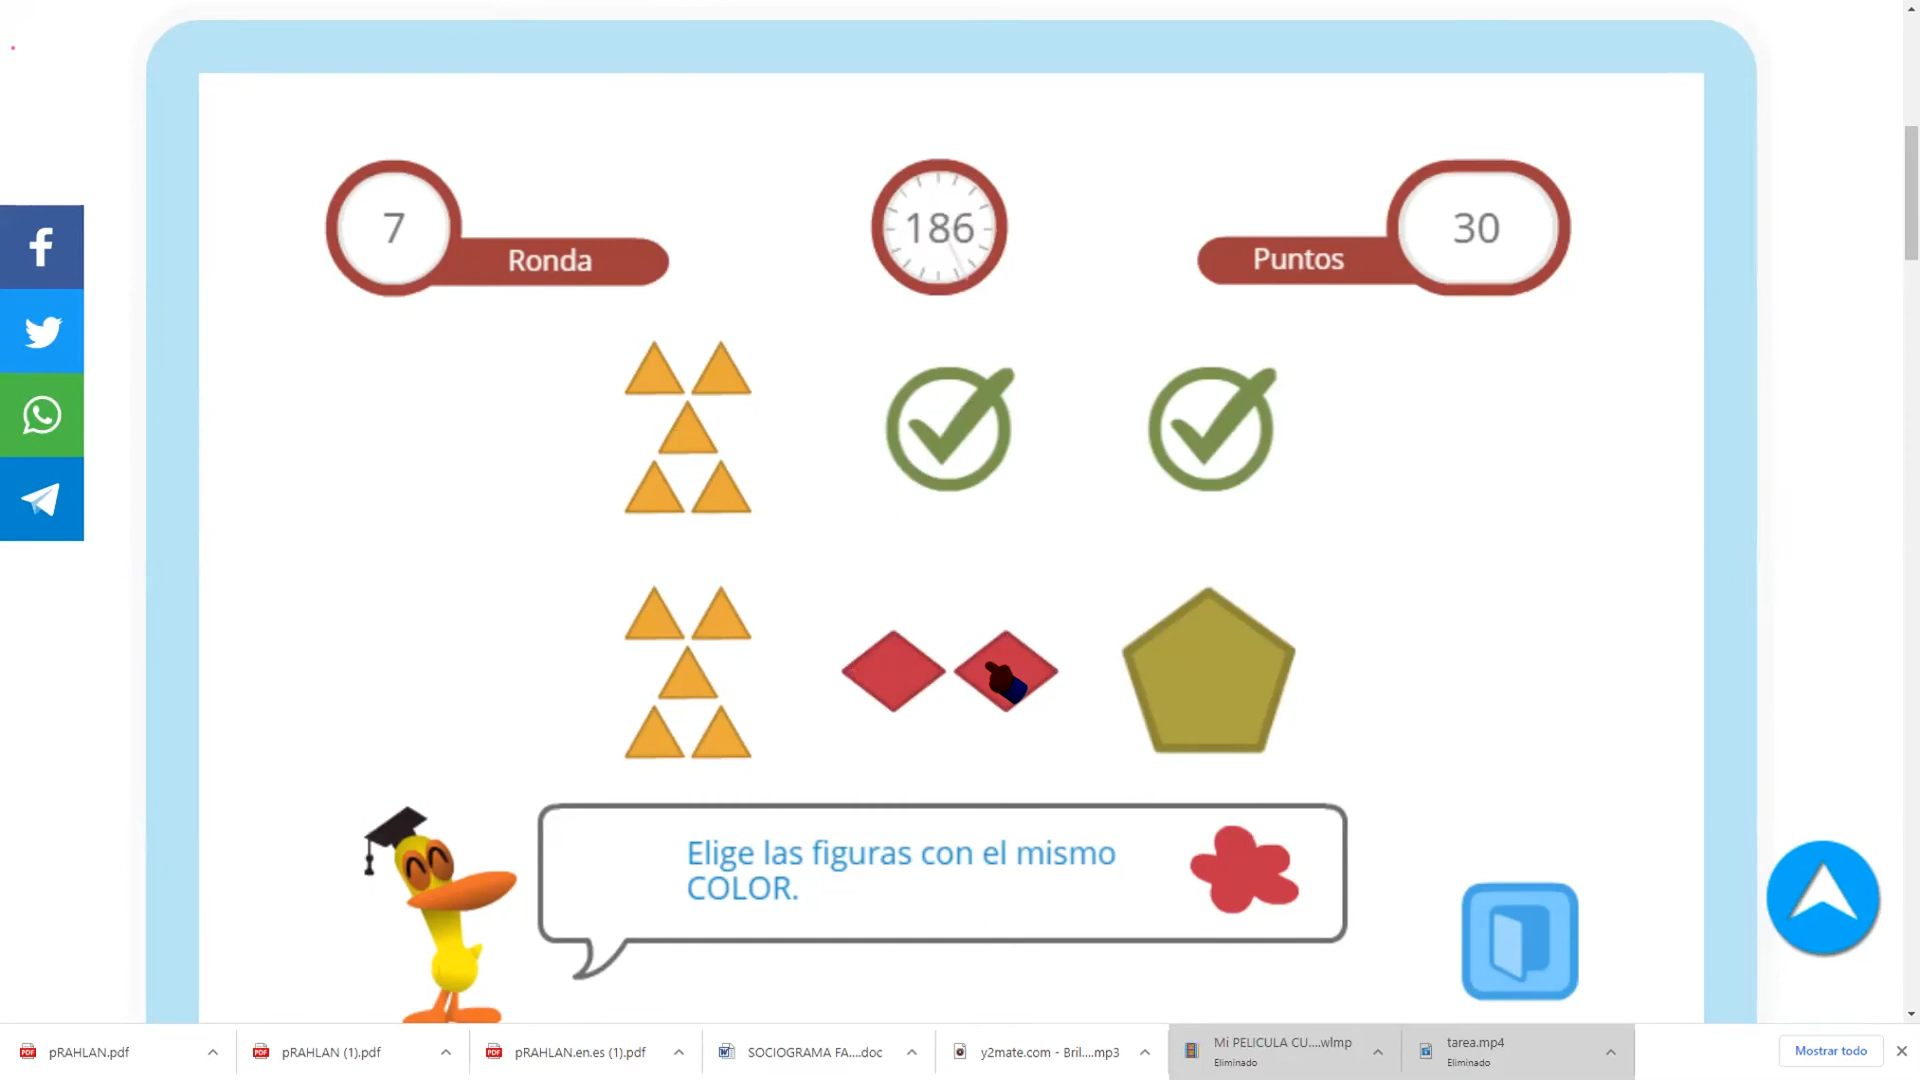 7
Ronda
186
Puntos
30
Elige las figuras con el mismo
COLOR.
pRAHLAN.pdf
pRAHLAN (1).pdf
pRAHLAN.en.es (1).pdf
SOCIOGRAMA FA....doc
y2mate.com - Bril....mp3
Mi PELICULA CU....wlmp
Eliminado
tarea.mp4
Eliminado
Mostrar todo